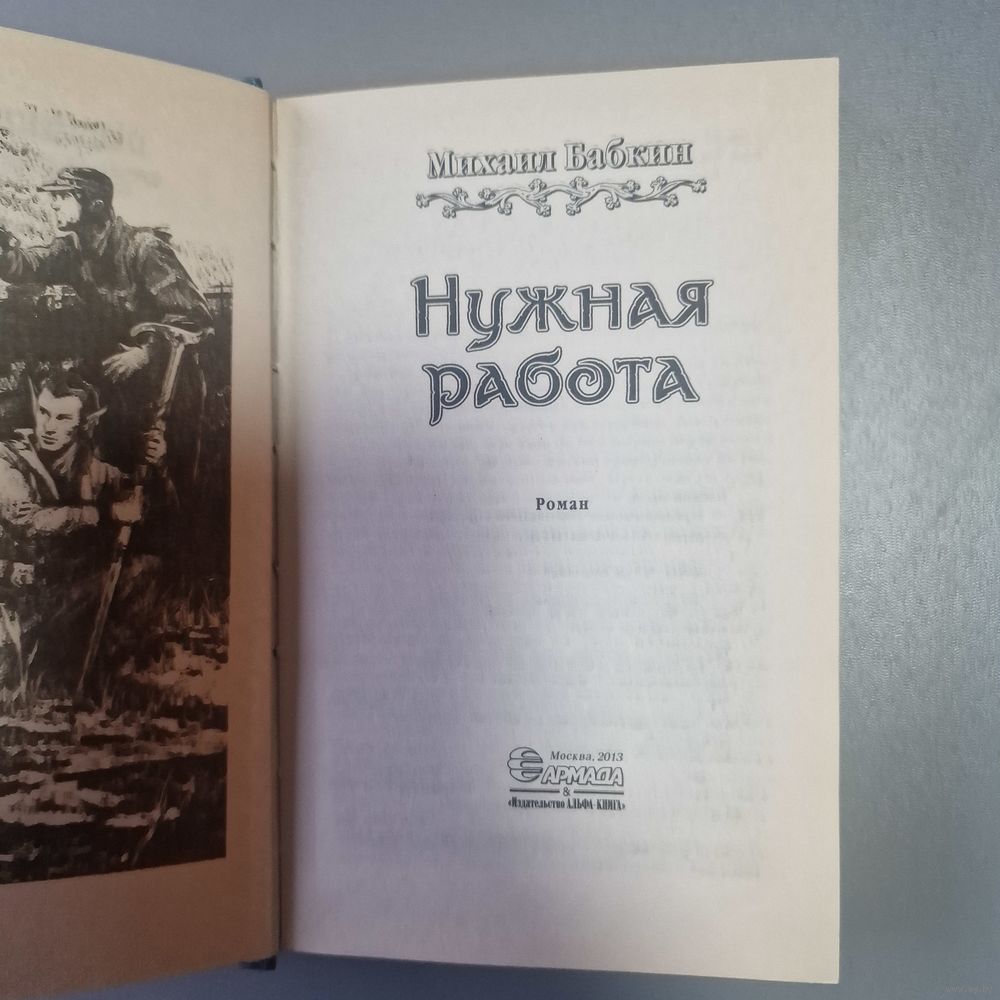 Михаил Бабкин
Нужная
работа
Роман
Москва, 2013
АРМАДА
&
«Издательство АЛЬФА-КНИГА»